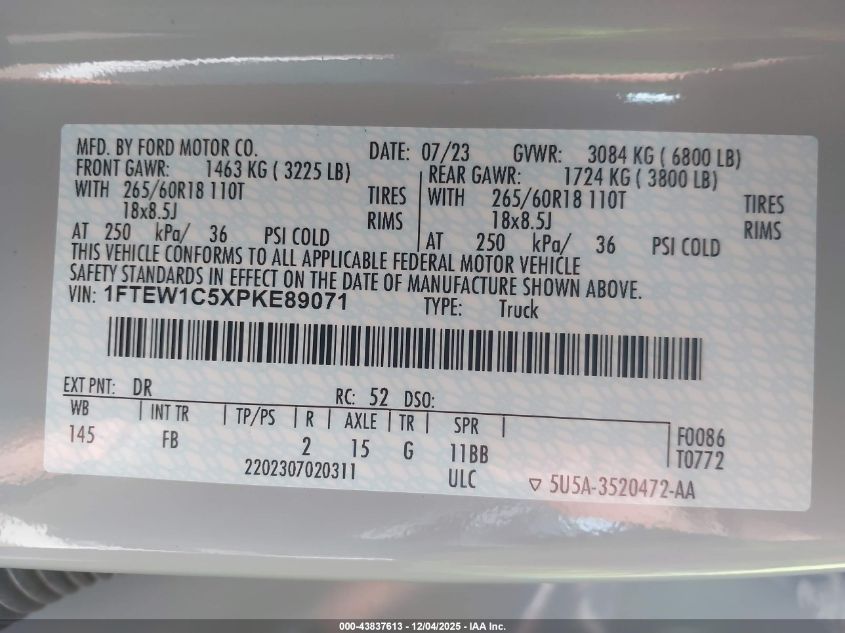 MFD. BY FORD MOTOR CO. DATE: 07/23 GVWR: 3084 KG ( 6800 LB)
FRONT GAWR: 1463 KG ( 3225 LB) REAR GAWR: 1724 KG ( 3800 LB)
WITH 265/60R18 110T TIRES WITH 265/60R18 110T TIRES
18x8.5J RIMS 18x8.5J RIMS
AT 250 kPa/ 36 PSI COLD AT 250 kPa/ 36 PSI COLD
THIS VEHICLE CONFORMS TO ALL APPLICABLE FEDERAL MOTOR VEHICLE
SAFETY STANDARDS IN EFFECT ON THE DATE OF MANUFACTURE SHOWN ABOVE.
VIN: 1FTEW1C5XPKE89071 TYPE: Truck
EXT PNT: DR RC: 52 DSO:
WB INT TR TP/PS R AXLE TR SPR
145 FB 2 15 G 11BB F0086
T0772
2202307020311 ULC ▽ 5U5A-3520472-AA
000-43837613 - 12/04/2025 - IAA Inc.